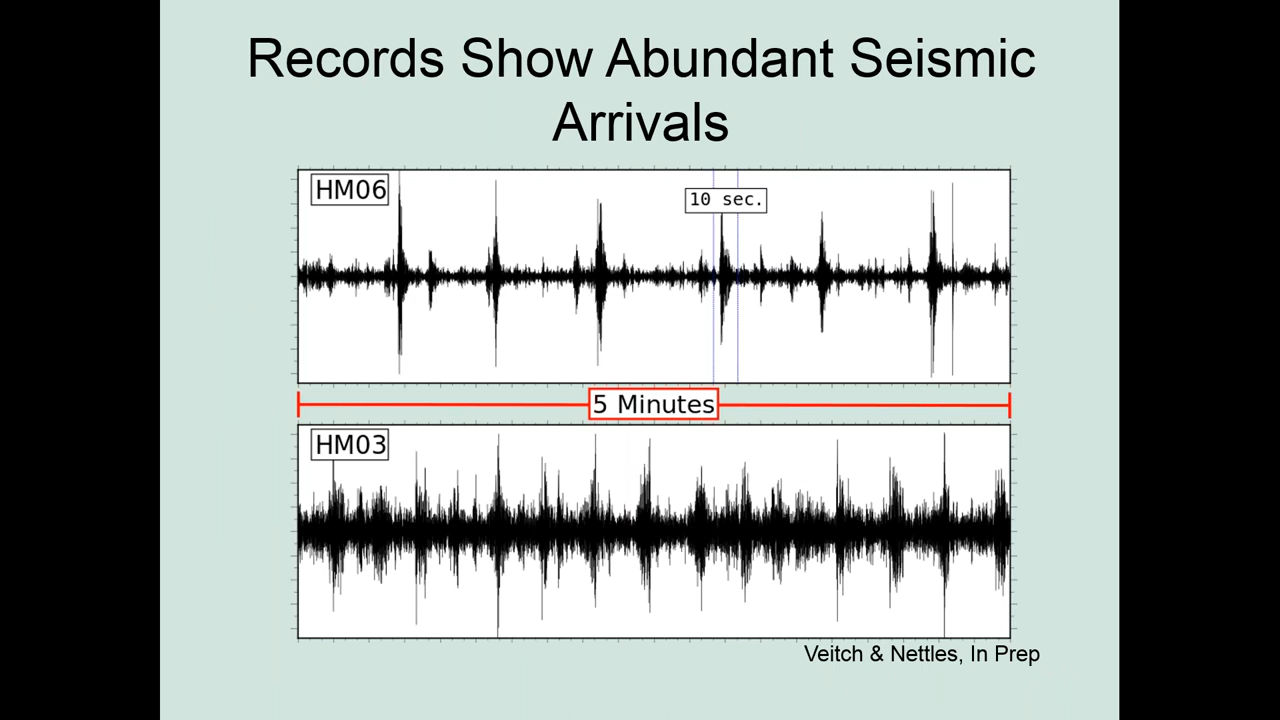 Records Show Abundant Seismic
Arrivals
HM06
10 sec.
5 Minutes
HM03
Veitch & Nettles, In Prep